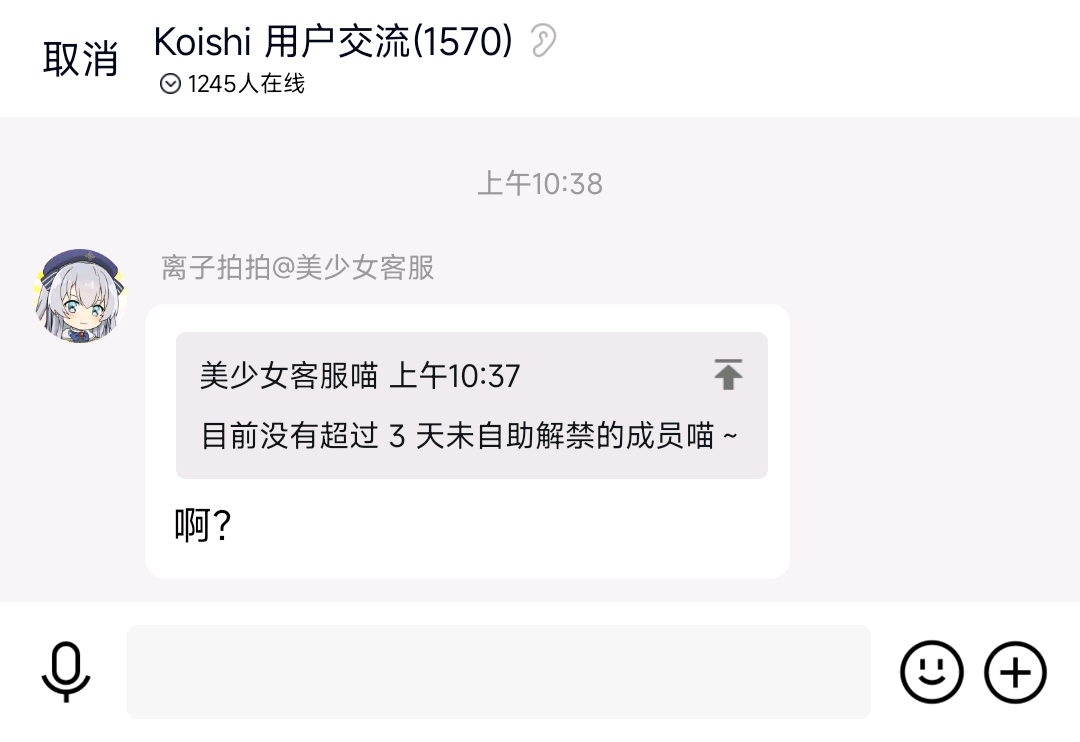 取消
Koishi 用户交流(1570)
1245人在线
上午10:38
离子拍拍@美少女客服
美少女客服喵 上午10:37
目前没有超过 3 天未自助解禁的成员喵 ~
啊?